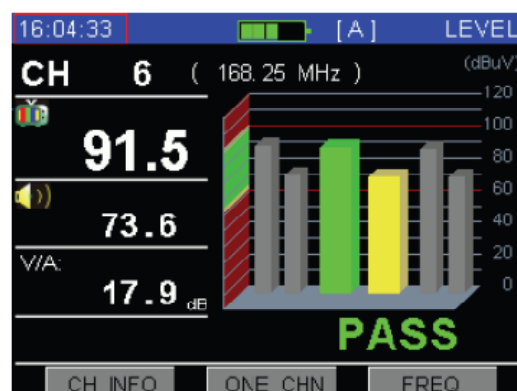 16:04:33 [A] LEVEL
CH 6 ( 168.25 MHz ) (dBuV)
120
100
91.5
80
60
73.6
40
V/A:
20
17.9 dB
0
PASS
CH INFO ONE CHN FREQ